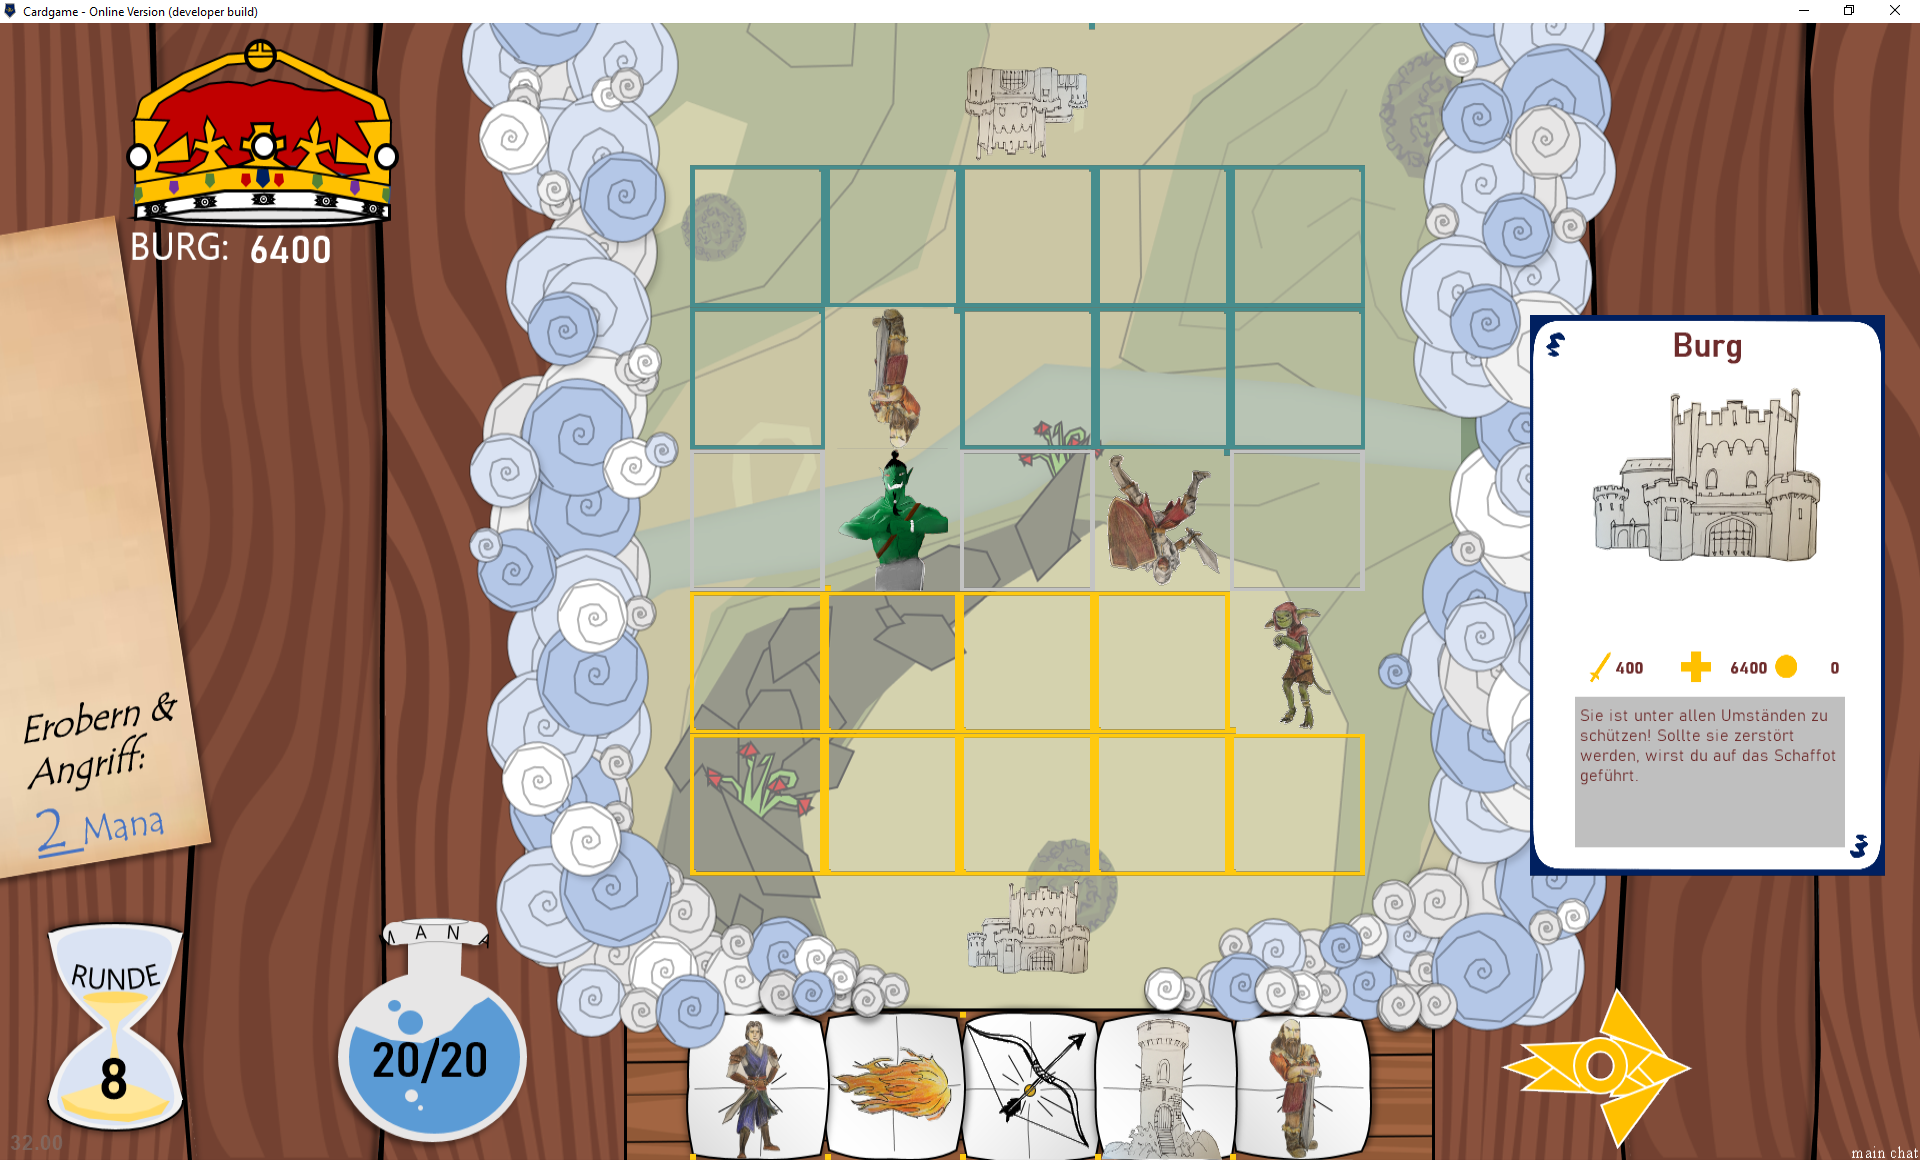 Cardgame - Online Version (developer build)
BURG: 6400
Erobern &
Angriff:
2 Mana
RUNDE
8
MANA
20/20
Burg
400 6400 0
Sie ist unter allen Umständen zu
schützen! Sollte sie zerstört
werden, wirst du auf das Schaffot
geführt.
32.00
main chat